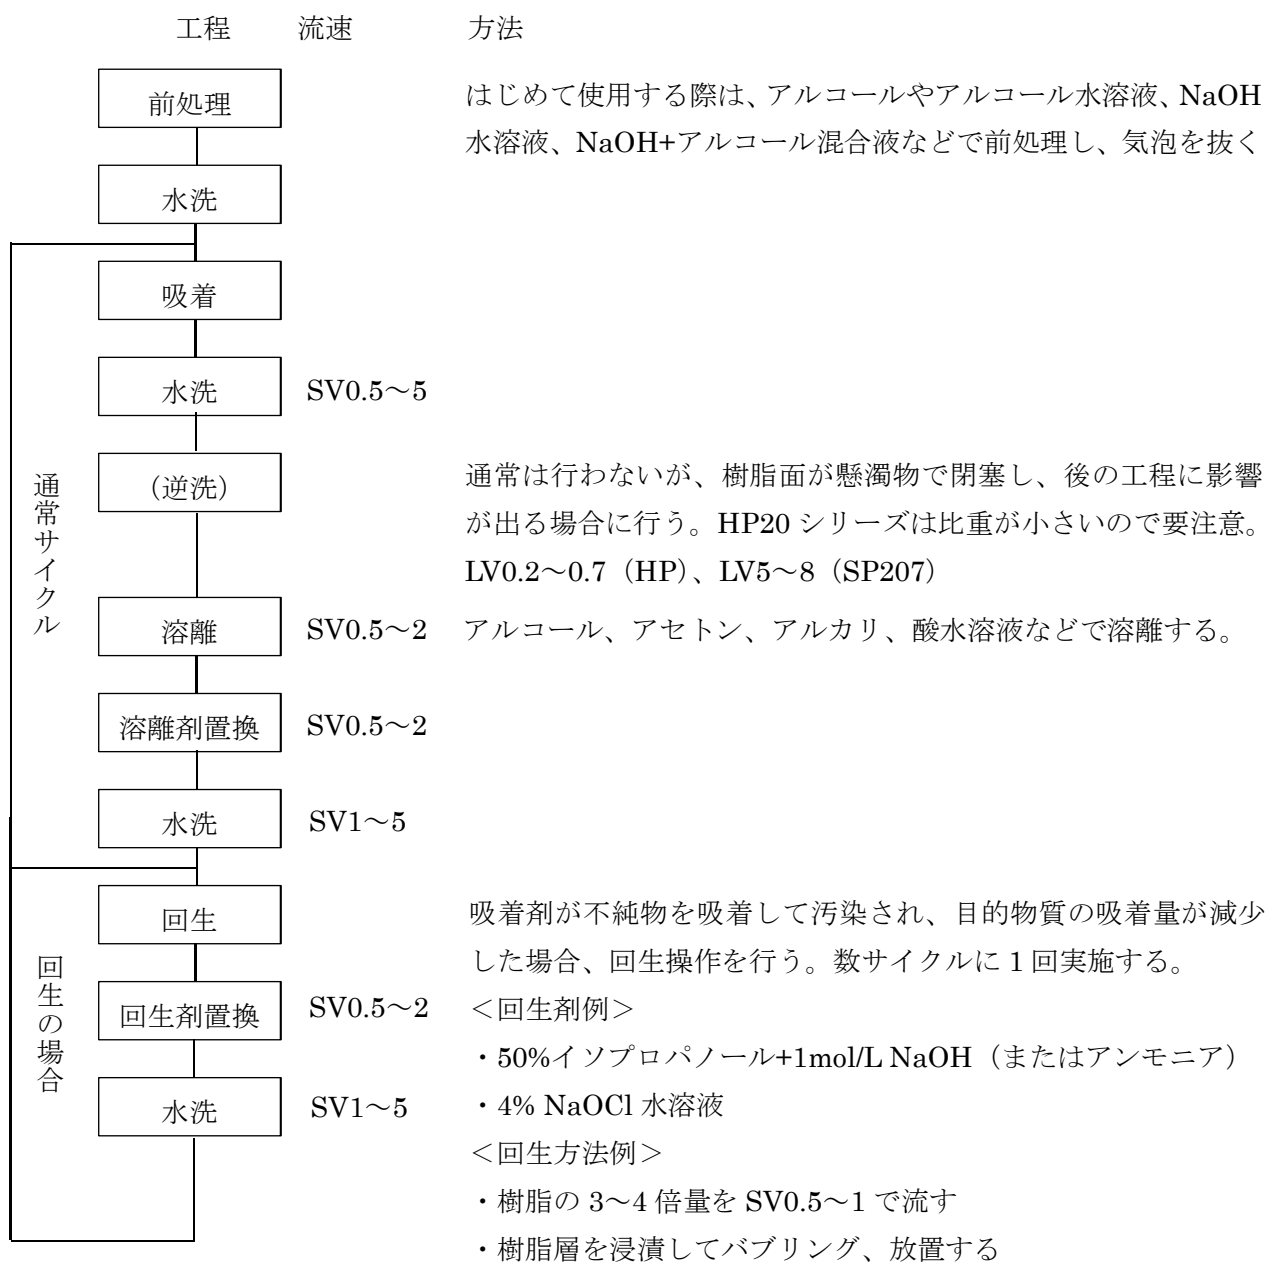 工程 流速 方法
前処理
はじめて使用する際は、アルコールやアルコール水溶液、NaOH
水溶液、NaOH+アルコール混合液などで前処理し、気泡を抜く
水洗
通常サイクル
吸着
水洗 SV0.5～5
（逆洗）
通常は行わないが、樹脂面が懸濁物で閉塞し、後の工程に影響
が出る場合に行う。HP20 シリーズは比重が小さいので要注意。
LV0.2～0.7（HP）、LV5～8（SP207）
溶離 SV0.5～2 アルコール、アセトン、アルカリ、酸水溶液などで溶離する。
溶離剤置換 SV0.5～2
水洗 SV1～5
回生の場合
回生
吸着剤が不純物を吸着して汚染され、目的物質の吸着量が減少
した場合、回生操作を行う。数サイクルに 1 回実施する。
回生剤置換 SV0.5～2 ＜回生剤例＞
・50%イソプロパノール+1mol/L NaOH（またはアンモニア）
水洗 SV1～5 ・4% NaOCl 水溶液
＜回生方法例＞
・樹脂の 3～4 倍量を SV0.5～1 で流す
・樹脂層を浸漬してバブリング、放置する